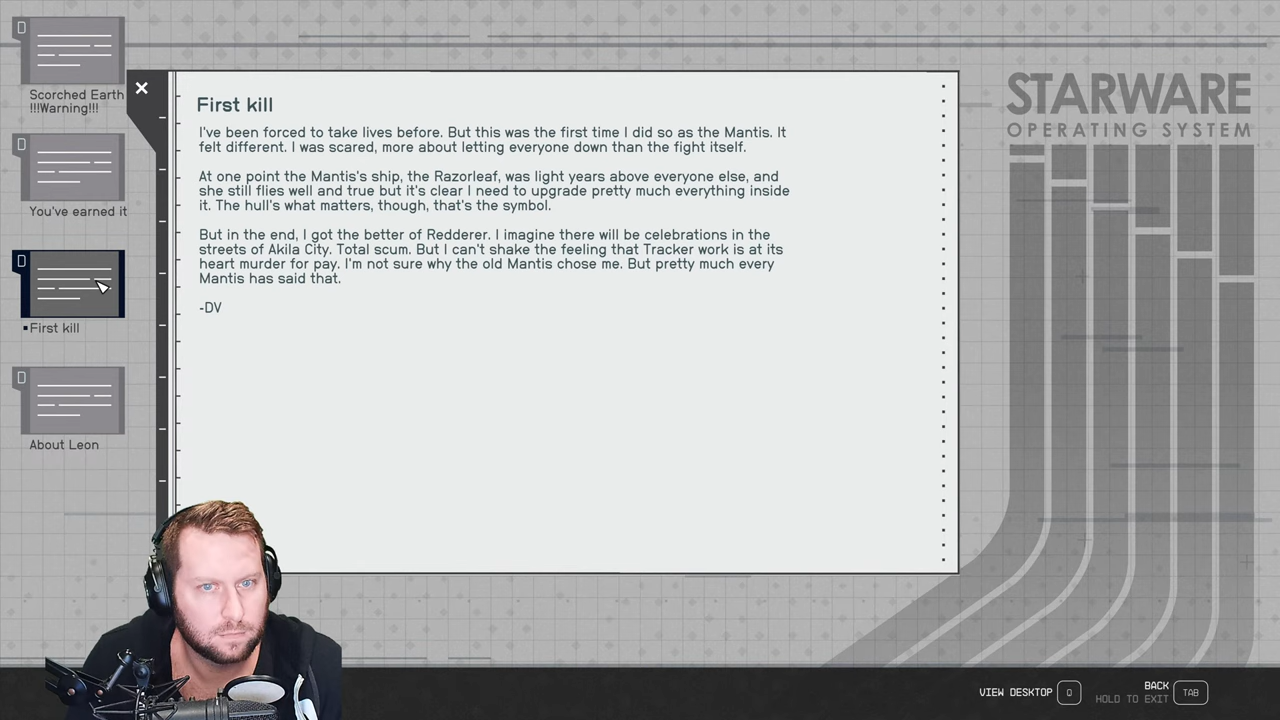 Scorched Earth
!!!Warning!!!
You've earned it
First kill
About Leon
First kill
I've been forced to take lives before. But this was the first time I did so as the Mantis. It
felt different. I was scared, more about letting everyone down than the fight itself.
At one point the Mantis's ship, the Razorleaf, was light years above everyone else, and
she still flies well and true but it's clear I need to upgrade pretty much everything inside
it. The hull's what matters, though, that's the symbol.
But in the end, I got the better of Redderer. I imagine there will be celebrations in the
streets of Akila City. Total scum. But I can't shake the feeling that Tracker work is at its
heart murder for pay. I'm not sure why the old Mantis chose me. But pretty much every
Mantis has said that.
-DV
STARWARE
OPERATING SYSTEM
VIEW DESKTOP Q
BACK
HOLD TO EXIT TAB